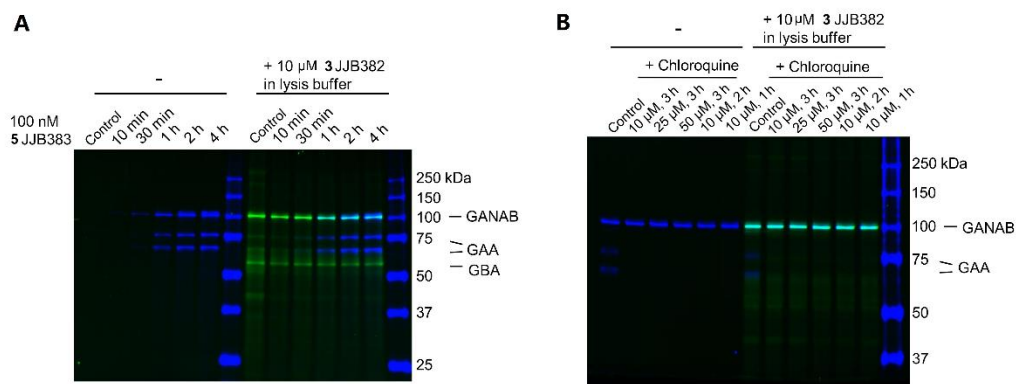 A
+ 10 µM 3 JJB382
in lysis buffer
-
100 nM
5 JJB383
Control
10 min
30 min
1 h
2 h
4 h
Control
10 min
30 min
1 h
2 h
4 h
250 kDa
150
100
75
50
37
25
GANAB
GAA
GBA
B
+ 10 µM 3 JJB382
in lysis buffer
-
+ Chloroquine
+ Chloroquine
Control
10 µM, 3 h
25 µM, 3 h
50 µM, 3 h
10 µM, 2 h
10 µM, 1 h
Control
10 µM, 3 h
25 µM, 3 h
50 µM, 3 h
10 µM, 2 h
10 µM, 1 h
250 kDa
150
100
75
50
37
GANAB
GAA